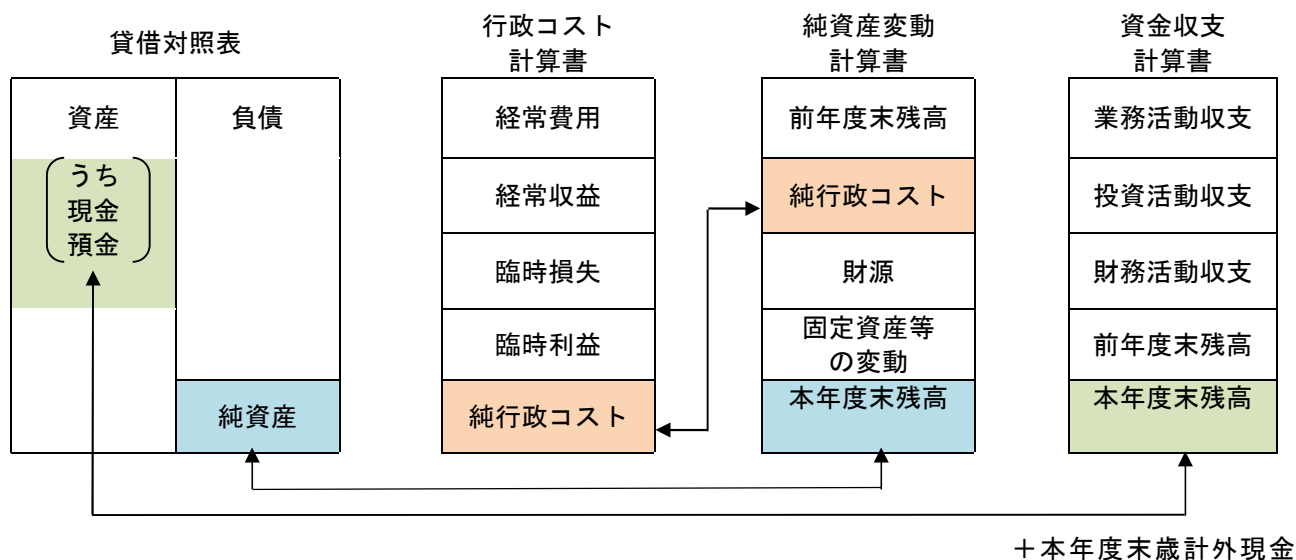 貸借対照表
資産
負債
うち
現金
預金
純資産
行政コスト
計算書
経常費用
経常収益
臨時損失
臨時利益
純行政コスト
純資産変動
計算書
前年度末残高
純行政コスト
財源
固定資産等
の変動
本年度末残高
資金収支
計算書
業務活動収支
投資活動収支
財務活動収支
前年度末残高
本年度末残高
＋本年度末歳計外現金